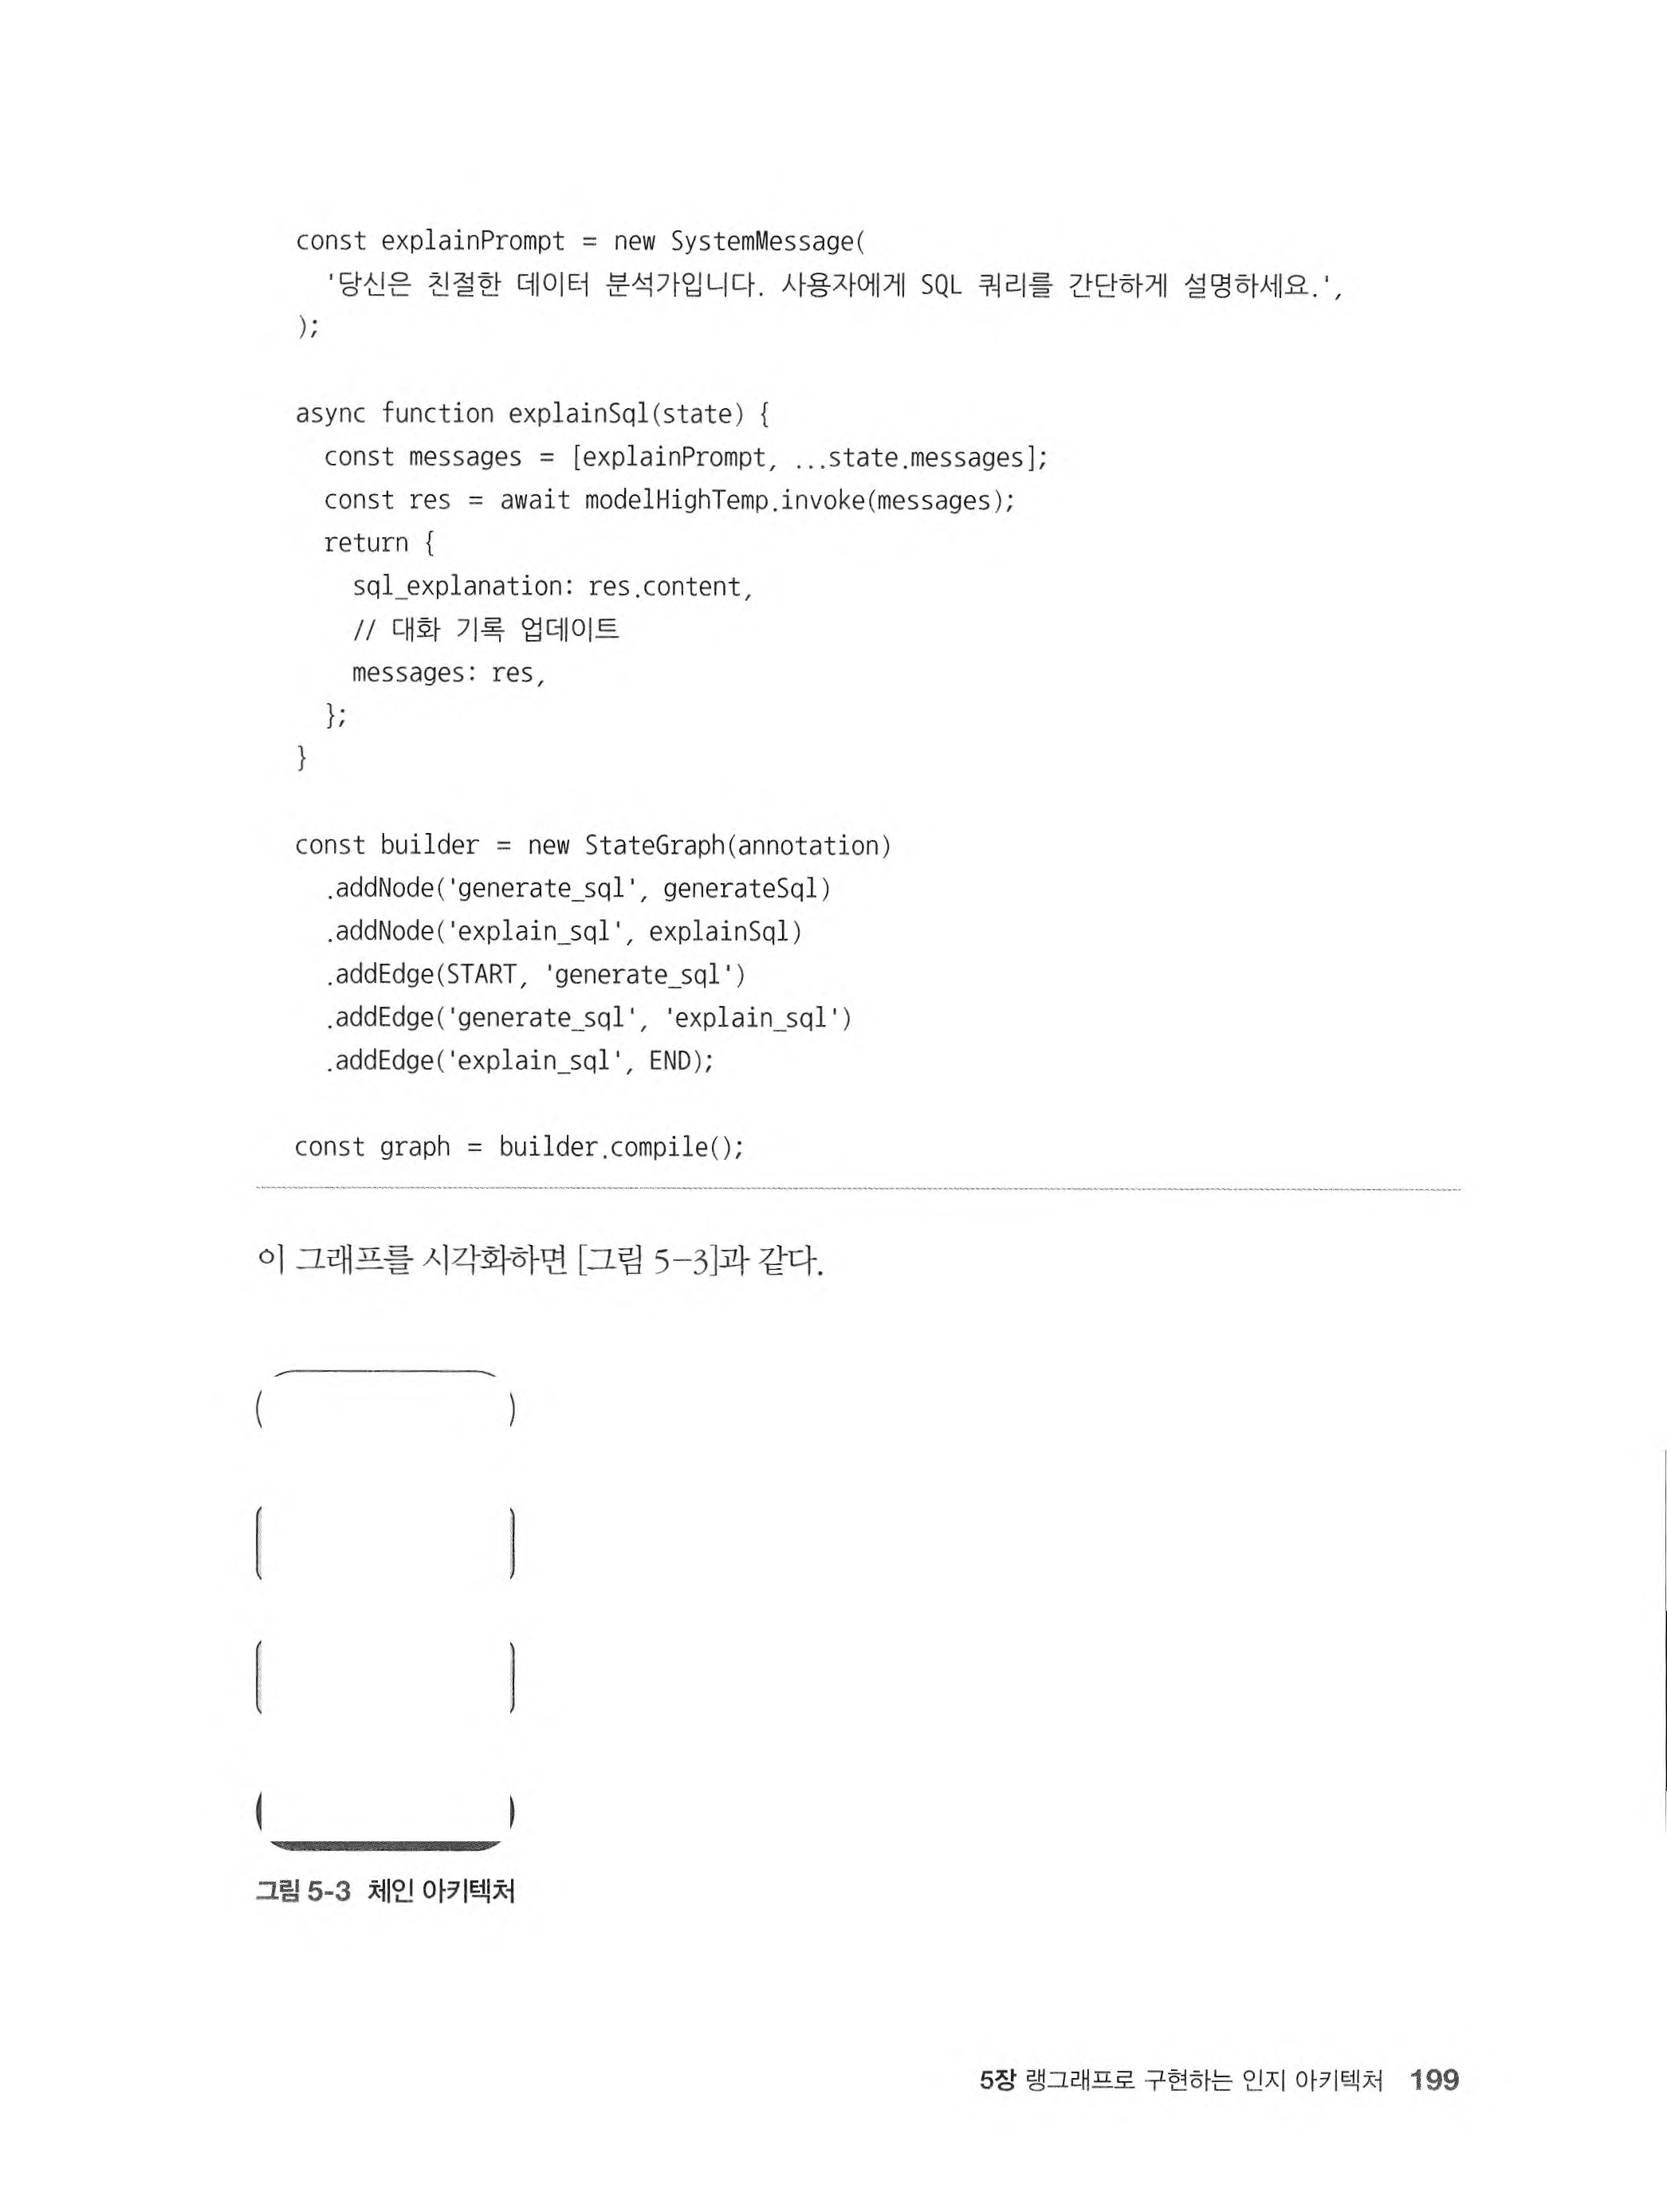 const explainPrompt = new SystemMessage(
'당신은 친절한 데이터 분석가입니다. 사용자에게 SQL 쿼리를 간단하게 설명하세요.',
);
async function explainSql(state) {
const messages = [explainPrompt, ...state.messages];
const res = await modelHighTemp.invoke(messages);
return {
sql_explanation: res.content,
// 대화 기록 업데이트
messages: res,
};
}
const builder = new StateGraph(annotation)
.addNode('generate_sql', generateSql)
.addNode('explain_sql', explainSql)
.addEdge(START, 'generate_sql')
.addEdge('generate_sql', 'explain_sql')
.addEdge('explain_sql', END);
const graph = builder.compile();
이 그래프를 시각화하면 [그림 5-3]과 같다.
그림 5-3 체인 아키텍처
5장 랭그래프로 구현하는 인지 아키텍처 199